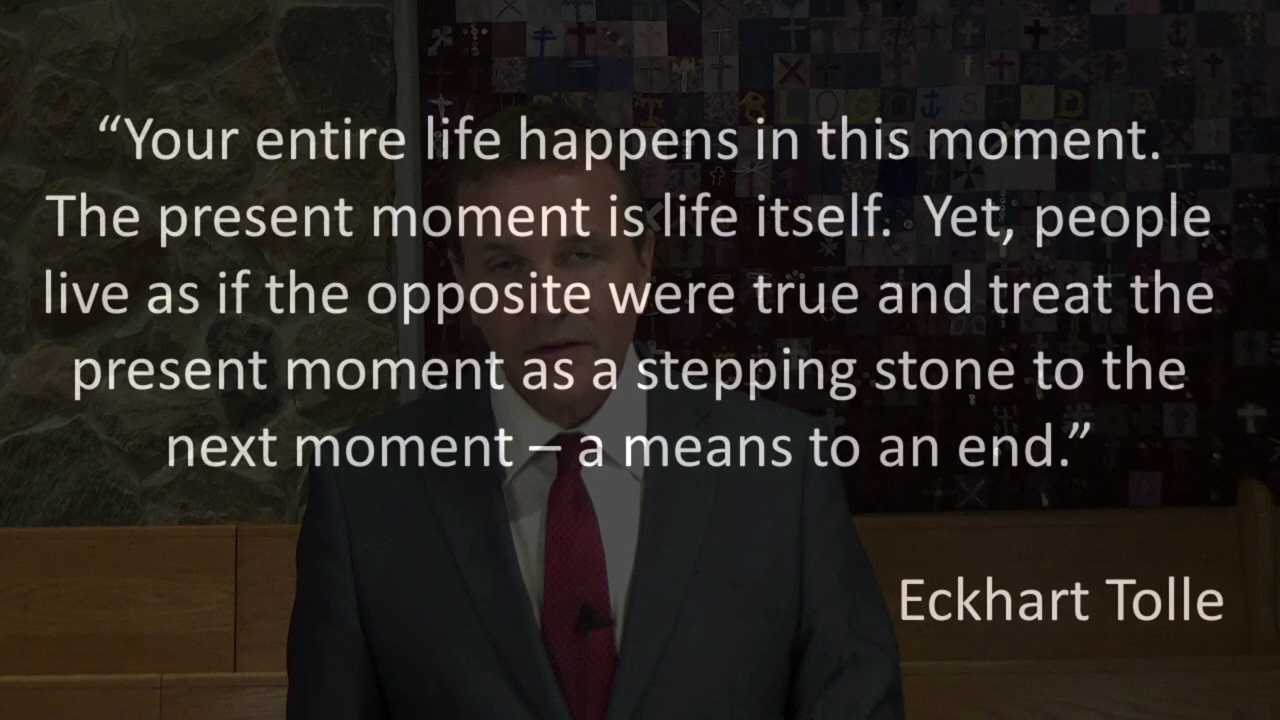 “Your entire life happens in this moment.
The present moment is life itself.  Yet, people
live as if the opposite were true and treat the
present moment as a stepping stone to the
next moment – a means to an end.”
Eckhart Tolle